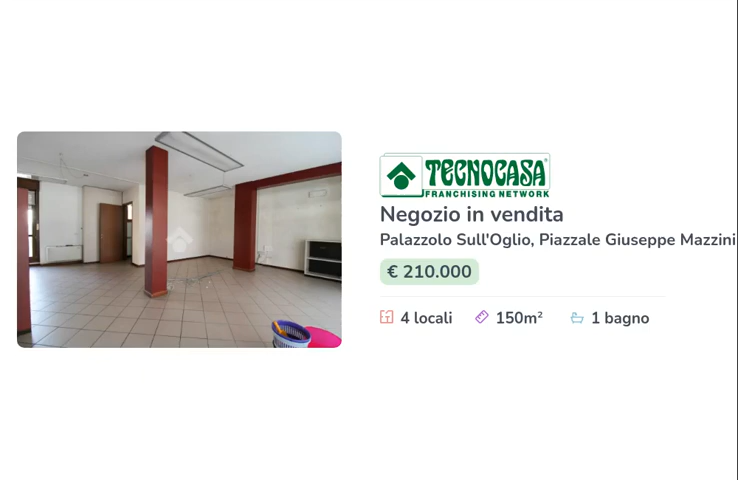 TECNOCASA
FRANCHISING NETWORK
Negozio in vendita
Palazzolo Sull'Oglio, Piazzale Giuseppe Mazzini
€ 210.000
4 locali 150m² 1 bagno